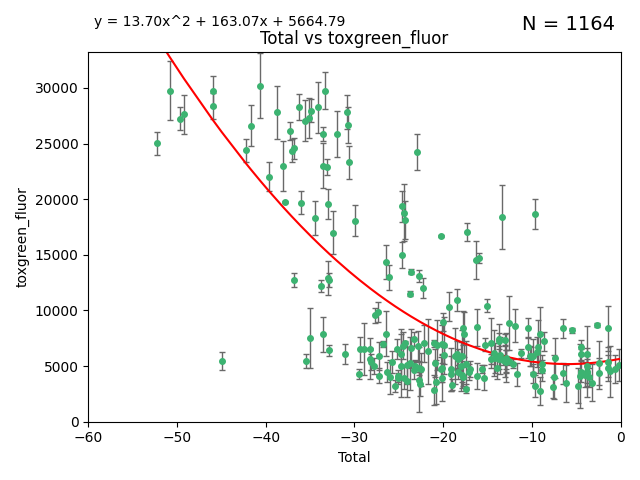 y = 13.70x^2 + 163.07x + 5664.79
N = 1164
Total vs toxgreen_fluor
toxgreen_fluor
30000
25000
20000
15000
10000
5000
0
−60
−50
−40
−30
−20
−10
0
Total